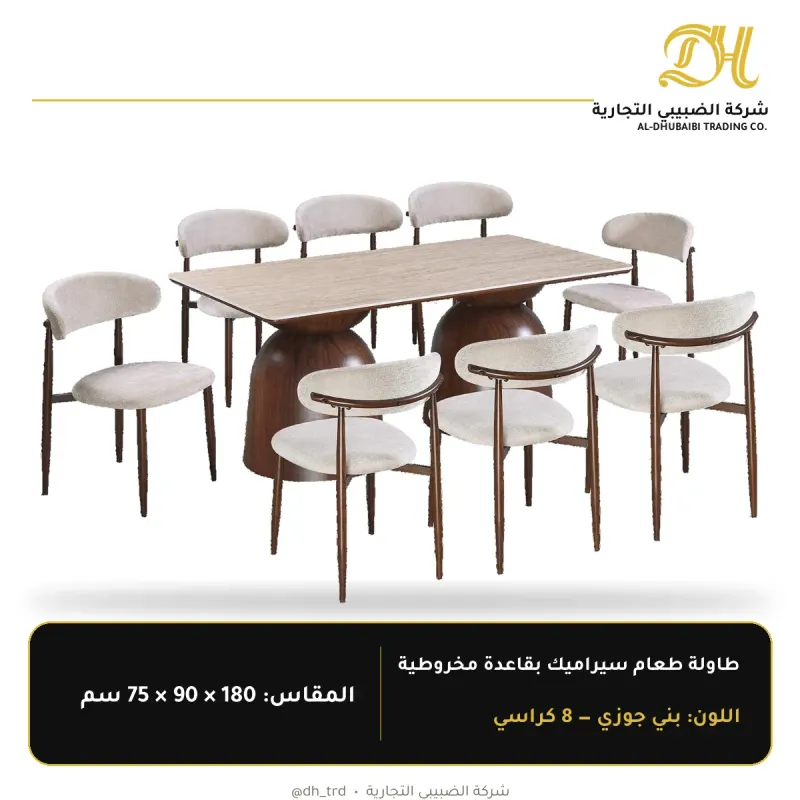 DH
شركة الضبيبي التجارية
AL-DHUBAIBI TRADING CO.
طاولة طعام سيراميك بقاعدة مخروطية
اللون: بني جوزي – 8 كراسي
المقاس: 180 × 90 × 75 سم
شركة الضبيبي التجارية • @dh_trd